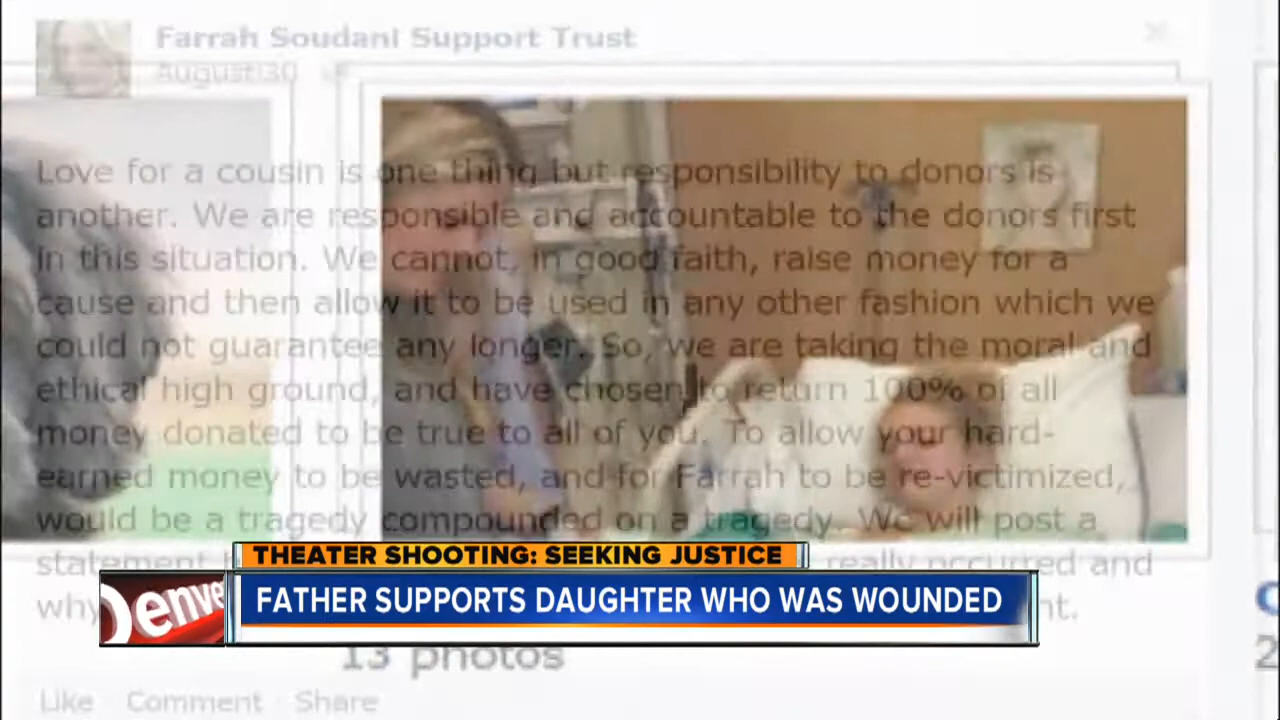 Farrah Soudani Support Trust
August 30
Love for a cousin is one thing but responsibility to donors is
another. We are responsible and accountable to the donors first
in this situation. We cannot, in good faith, raise money for a
cause and then allow it to be used in any other fashion which we
could not guarantee any longer. So, we are taking the moral and
ethical high ground, and have chosen to return 100% of all
money donated to be true to all of you. To allow your hard-
earned money to be wasted, and for Farrah to be re-victimized,
would be a tragedy compounded on a tragedy. We will post a
statement really occurred and
why
THEATER SHOOTING: SEEKING JUSTICE
Denve
FATHER SUPPORTS DAUGHTER WHO WAS WOUNDED
13 photos
2
Like Comment Share